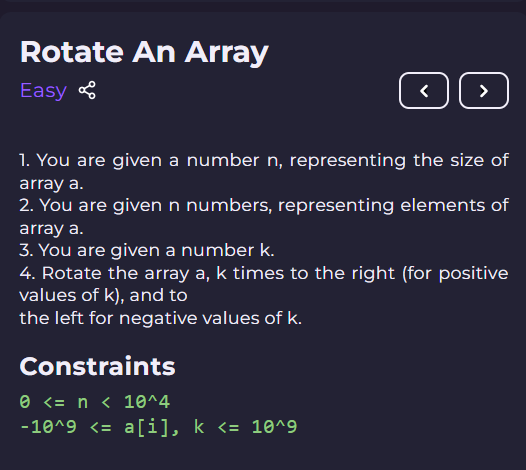 Rotate An Array
Easy
1. You are given a number n, representing the size of
array a.
2. You are given n numbers, representing elements of
array a.
3. You are given a number k.
4. Rotate the array a, k times to the right (for positive
values of k), and to
the left for negative values of k.
Constraints
0 <= n < 10^4
-10^9 <= a[i], k <= 10^9